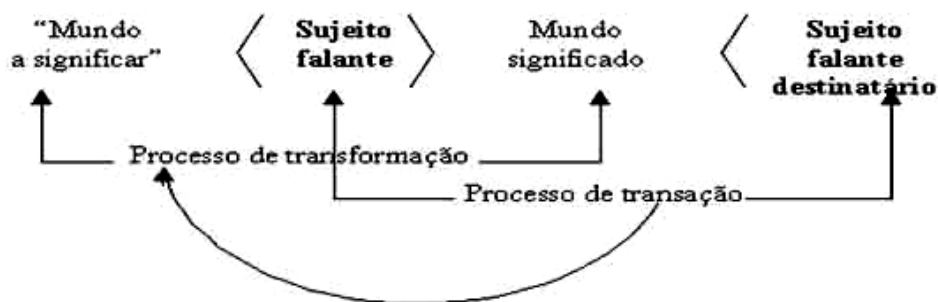 “Mundo
a significar”
Sujeito
falante
Mundo
significado
Sujeito
falante
destinatário
Processo de transformação
Processo de transação